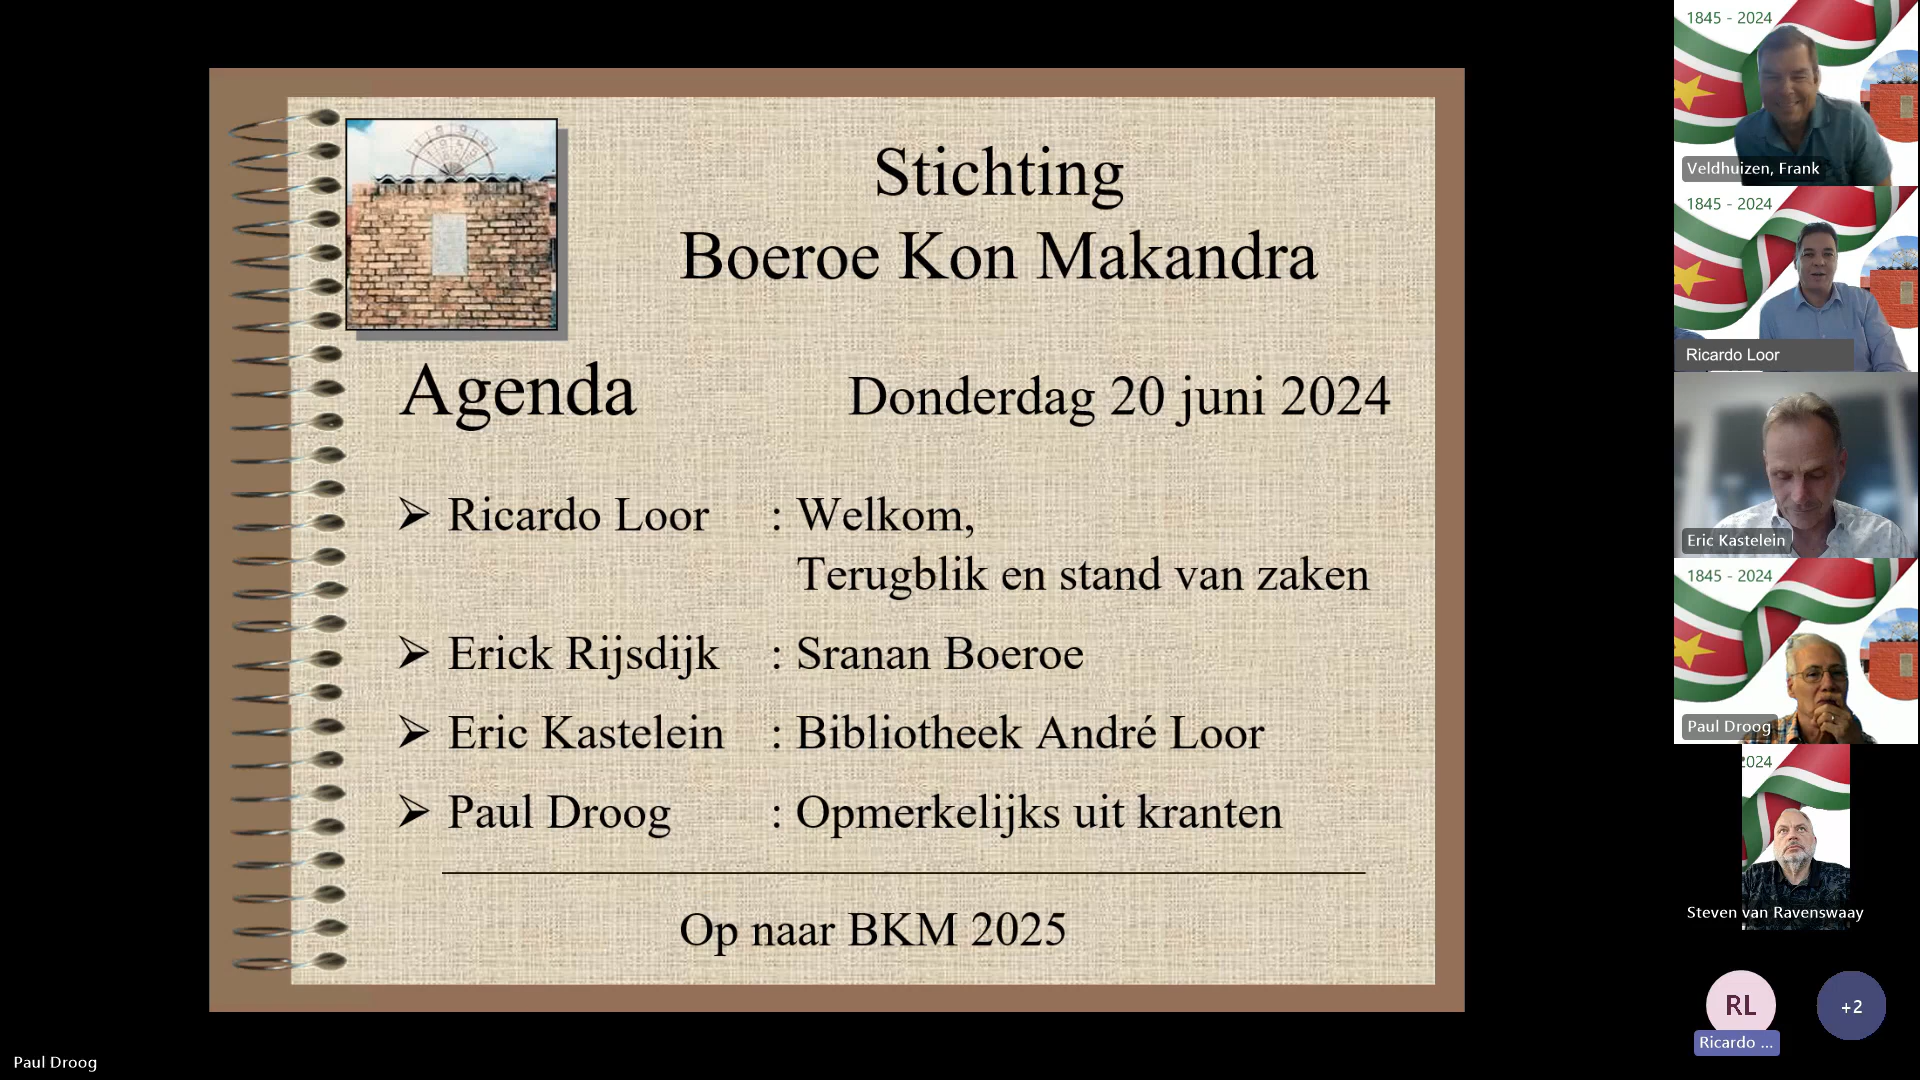 Stichting
Boeroe Kon Makandra
Agenda
Donderdag 20 juni 2024
➢ Ricardo Loor : Welkom,
Terugblik en stand van zaken
➢ Erick Rijsdijk : Sranan Boeroe
➢ Eric Kastelein : Bibliotheek André Loor
➢ Paul Droog : Opmerkelijks uit kranten
Op naar BKM 2025
Paul Droog
1845 - 2024
Veldhuizen, Frank
1845 - 2024
Ricardo Loor
Eric Kastelein
1845 - 2024
Paul Droog
2024
Steven van Ravenswaay
RL
Ricardo ...
+2